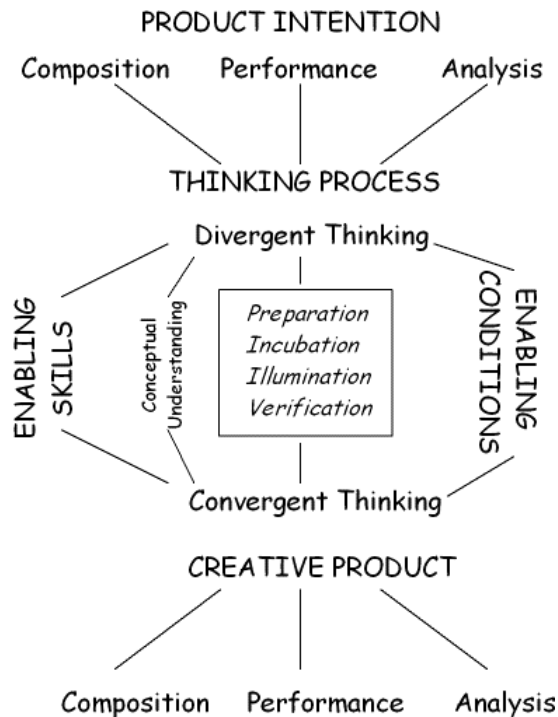 PRODUCT INTENTION
Composition Performance Analysis
THINKING PROCESS
Divergent Thinking
ENABLING
SKILLS
Conceptual
Understanding
Preparation
Incubation
Illumination
Verification
ENABLING
CONDITIONS
Convergent Thinking
CREATIVE PRODUCT
Composition Performance Analysis